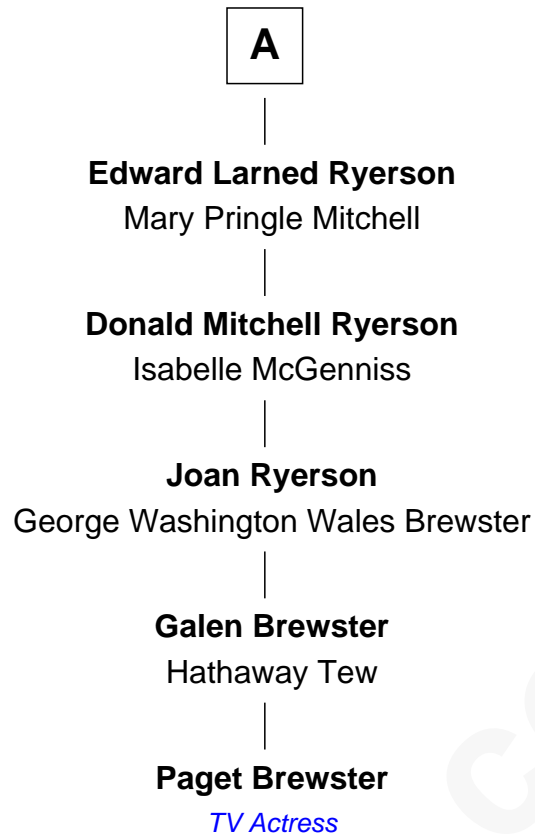 A
Edward Larned Ryerson
Mary Pringle Mitchell
Donald Mitchell Ryerson
Isabelle McGenniss
Joan Ryerson
George Washington Wales Brewster
Galen Brewster
Hathaway Tew
Paget Brewster
TV Actress